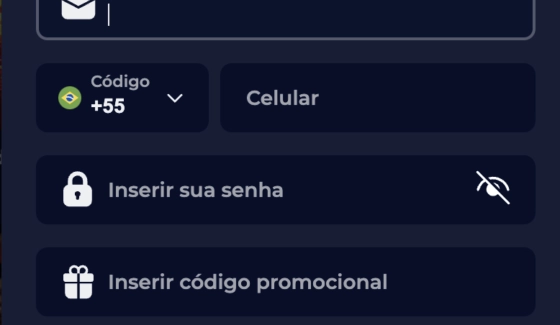 Código
+55
Celular
Inserir sua senha
Inserir código promocional